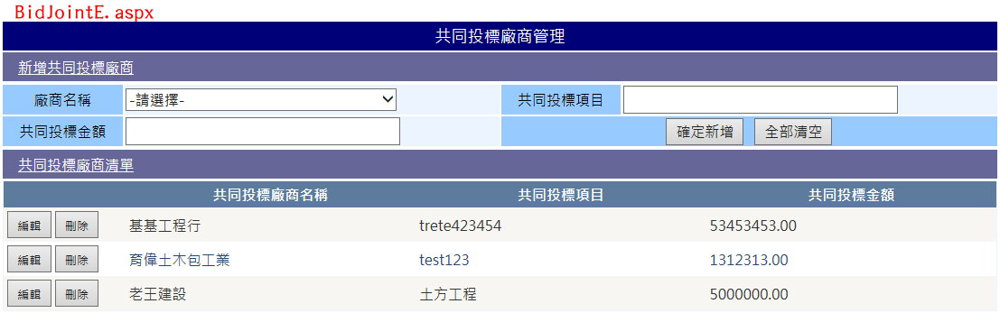 BidJointE.aspx
共同投標廠商管理
新增共同投標廠商
廠商名稱 -請選擇- 共同投標項目
共同投標金額 確定新增 全部清空
共同投標廠商清單
共同投標廠商名稱 共同投標項目 共同投標金額
編輯 刪除 基基工程行 trete423454 53453453.00
編輯 刪除 育偉土木包工業 test123 1312313.00
編輯 刪除 老王建設 土方工程 5000000.00